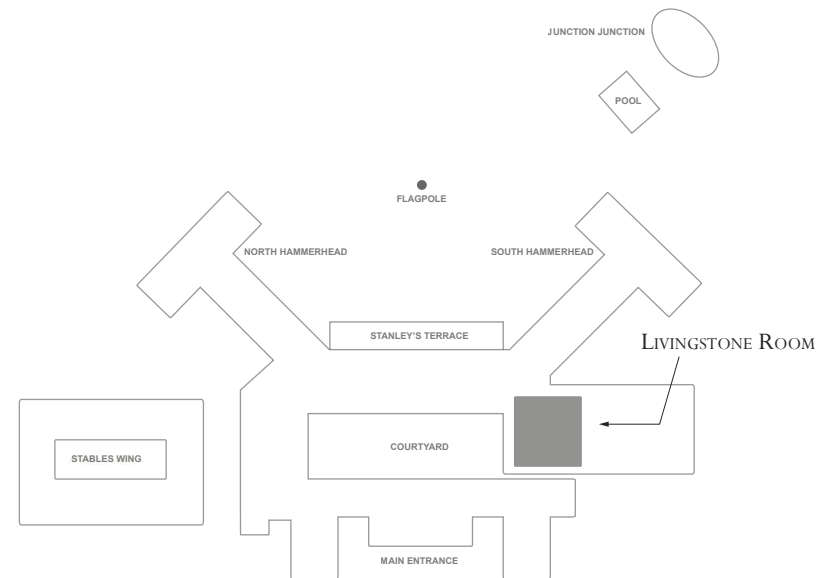 JUNCTION JUNCTION
POOL
FLAGPOLE
NORTH HAMMERHEAD
SOUTH HAMMERHEAD
STANLEY'S TERRACE
LIVINGSTONE ROOM
COURTYARD
STABLES WING
MAIN ENTRANCE